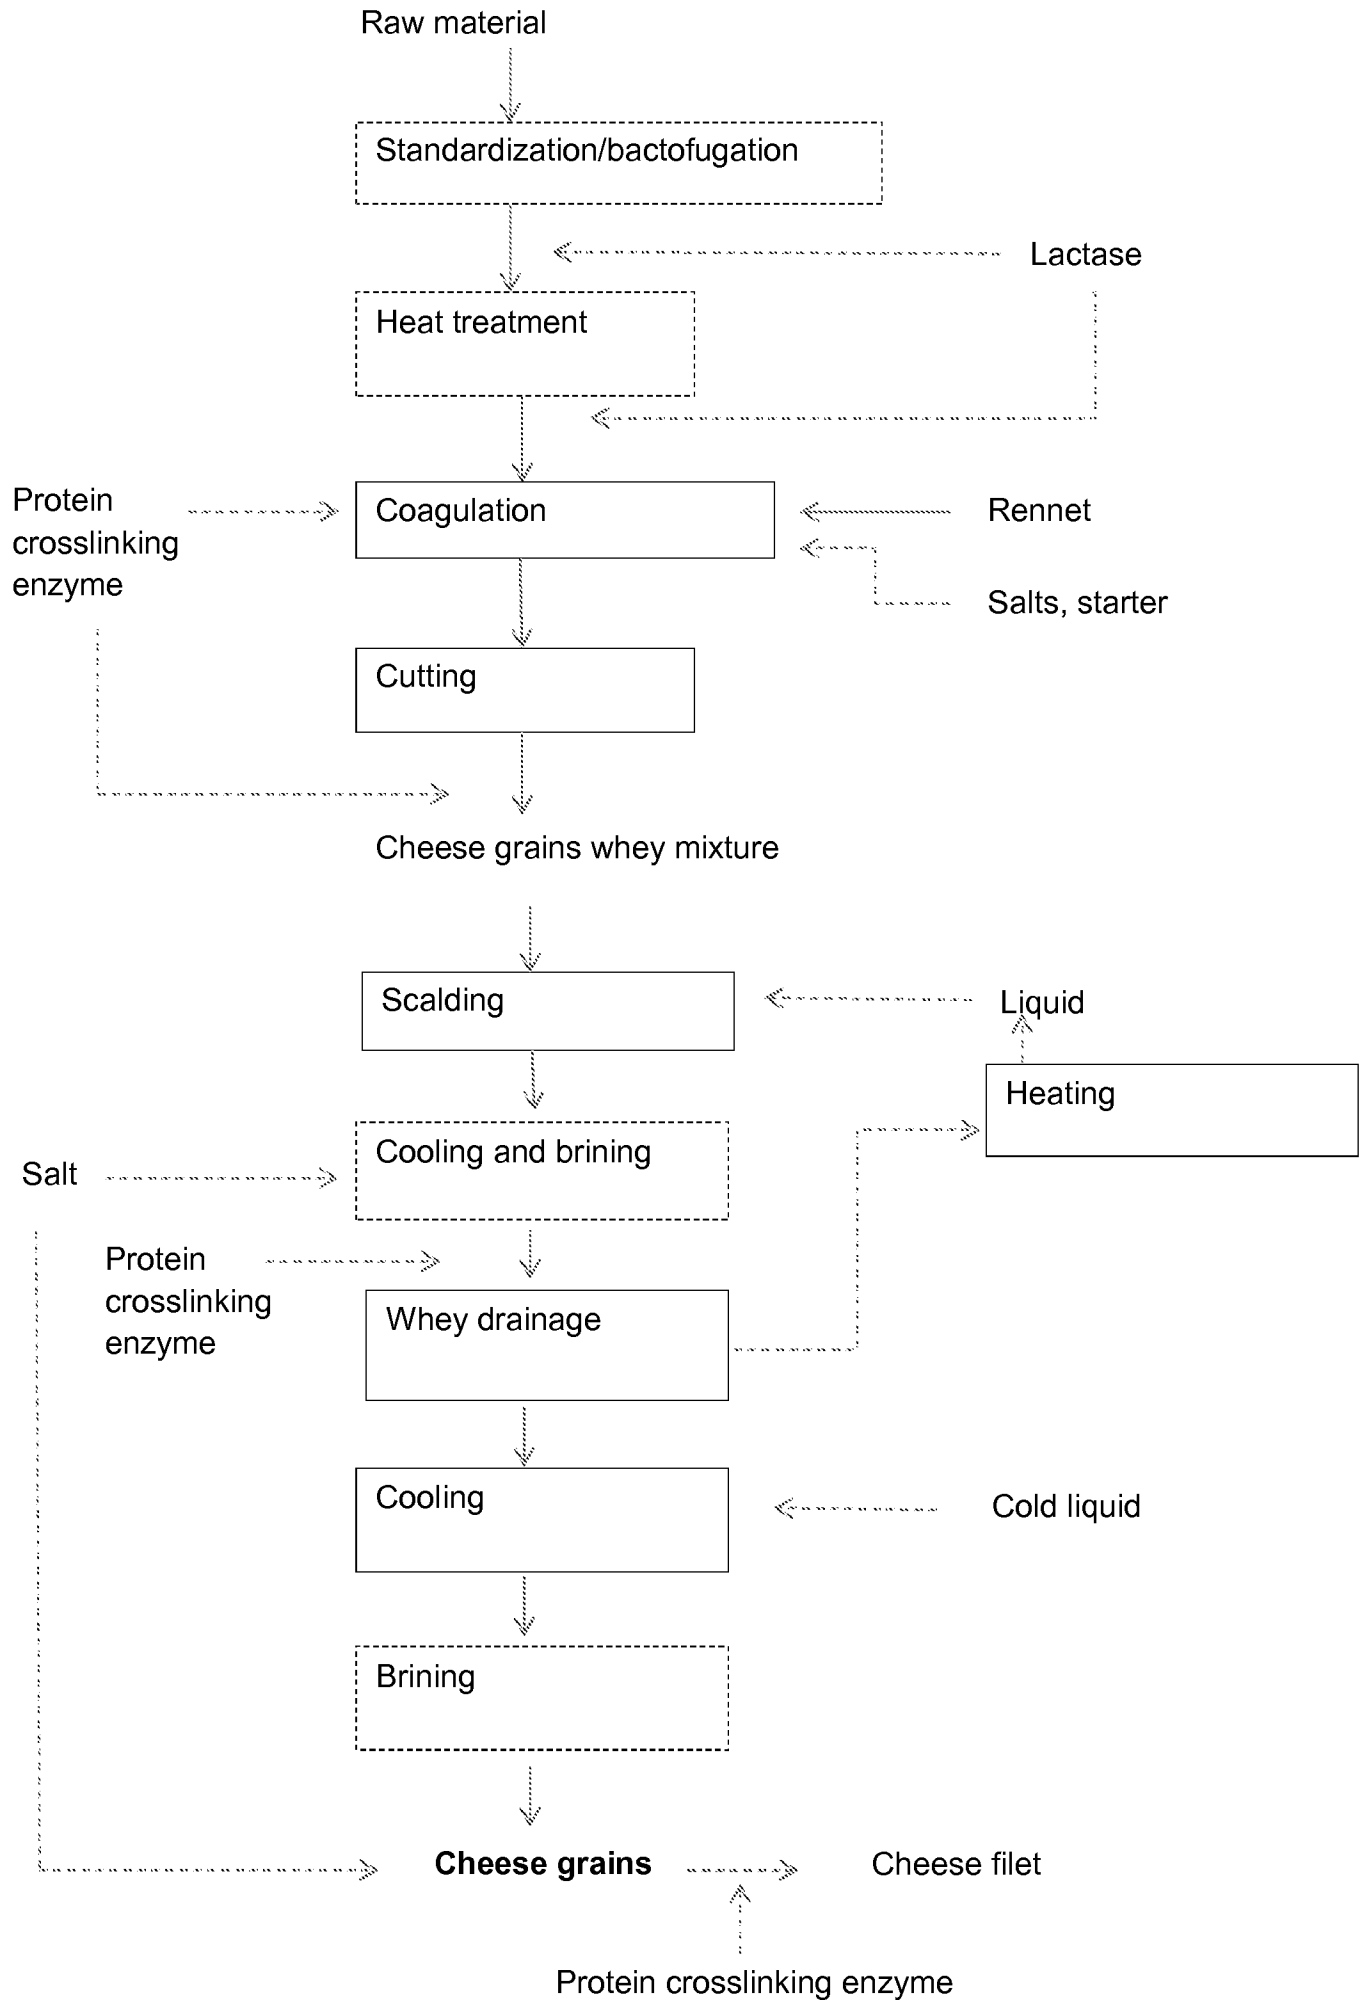 Raw material
Standardization/bactofugation
Lactase
Heat treatment
Protein
crosslinking
enzyme
Coagulation
Rennet
Salts, starter
Cutting
Cheese grains whey mixture
Scalding
Liquid
Heating
Cooling and brining
Salt
Protein
crosslinking
enzyme
Whey drainage
Cooling
Cold liquid
Brining
Cheese grains
Cheese filet
Protein crosslinking enzyme